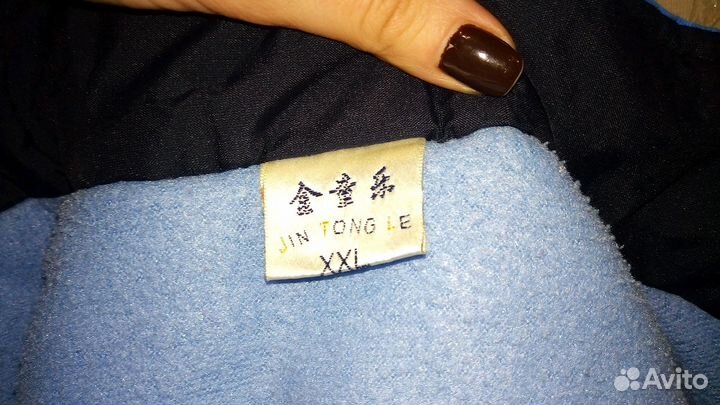 金童乐
JIN TONG LE
XXL
Avito